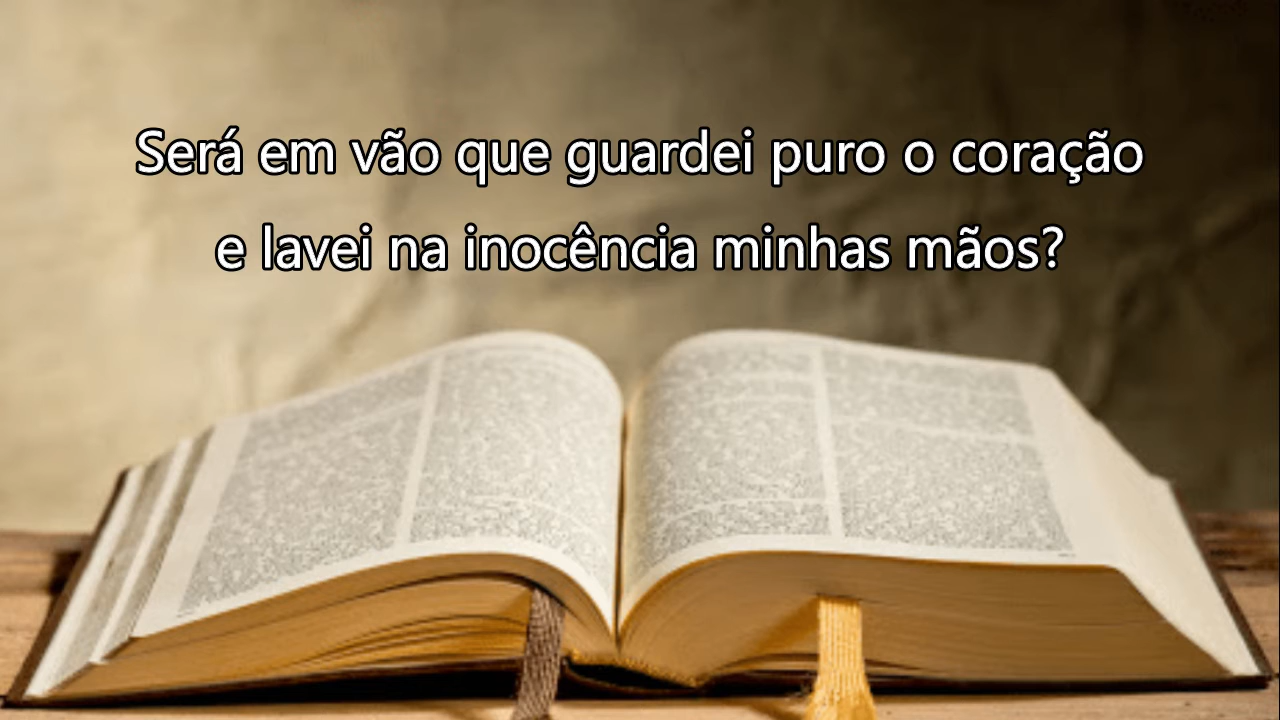 Será em vão que guardei puro o coração
e lavei na inocência minhas mãos?